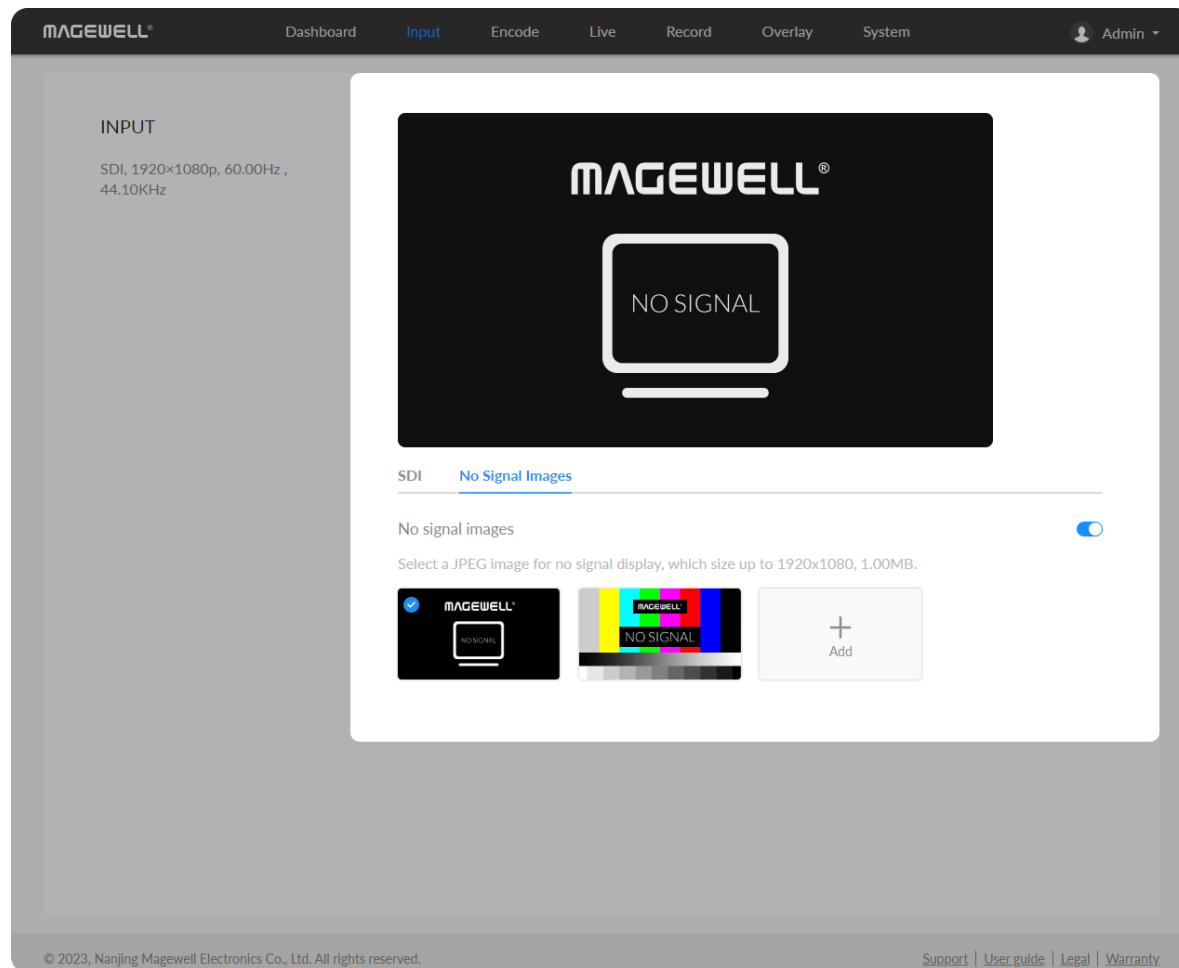 MAGEWELL®
Dashboard Input Encode Live Record Overlay System Admin
INPUT
SDI, 1920×1080p, 60.00Hz ,
44.10KHz
MAGEWELL®
NO SIGNAL
SDI No Signal Images
No signal images
Select a JPEG image for no signal display, which size up to 1920x1080, 1.00MB.
MAGEWELL®
NO SIGNAL
MAGEWELL®
NO SIGNAL
Add
© 2023, Nanjing Magewell Electronics Co., Ltd. All rights reserved.
Support | User guide | Legal | Warranty